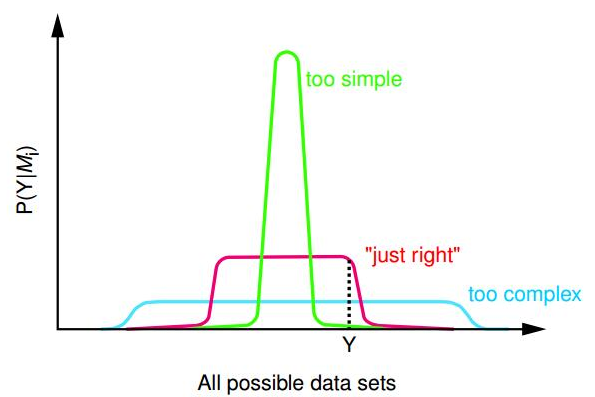 too simple
P(Y|Mi)
"just right"
too complex
Y
All possible data sets